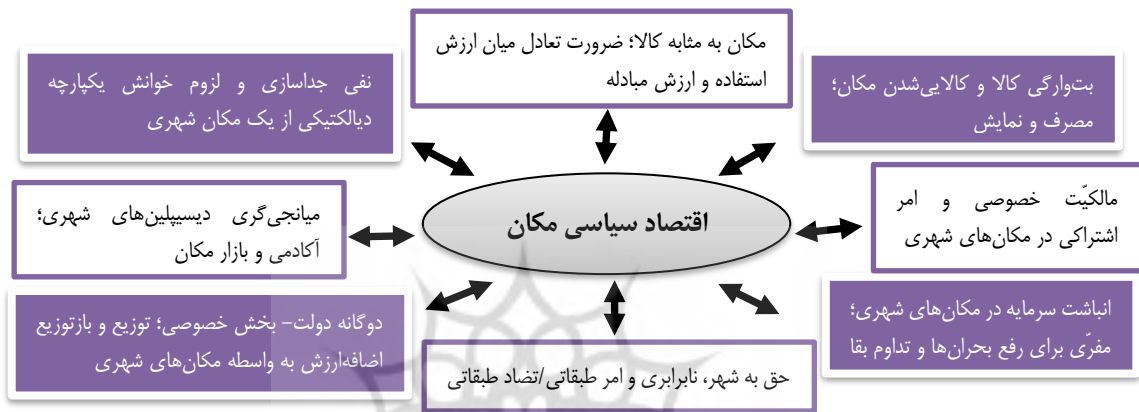 مکان به مثابه کالا؛ ضرورت تعادل میان ارزش
استفاده و ارزش مبادله
بت‌وارگی کالا و کالایی‌شدن مکان؛
مصرف و نمایش
نفی جداسازی و لزوم خوانش یکپارچه
دیالکتیکی از یک مکان شهری
مالکیّت خصوصی و امر
اشتراکی در مکان‌های شهری
اقتصاد سیاسی مکان
میانجی‌گری دیسیپلین‌های شهری؛
آکادمی و بازار مکان
انباشت سرمایه در مکان‌های شهری؛
مفرّی برای رفع بحران‌ها و تداوم بقا
دوگانه دولت- بخش خصوصی؛ توزیع و بازتوزیع
اضافه‌ارزش به واسطه مکان‌های شهری
حق به شهر، نابرابری و امر طبقاتی/تضاد طبقاتی